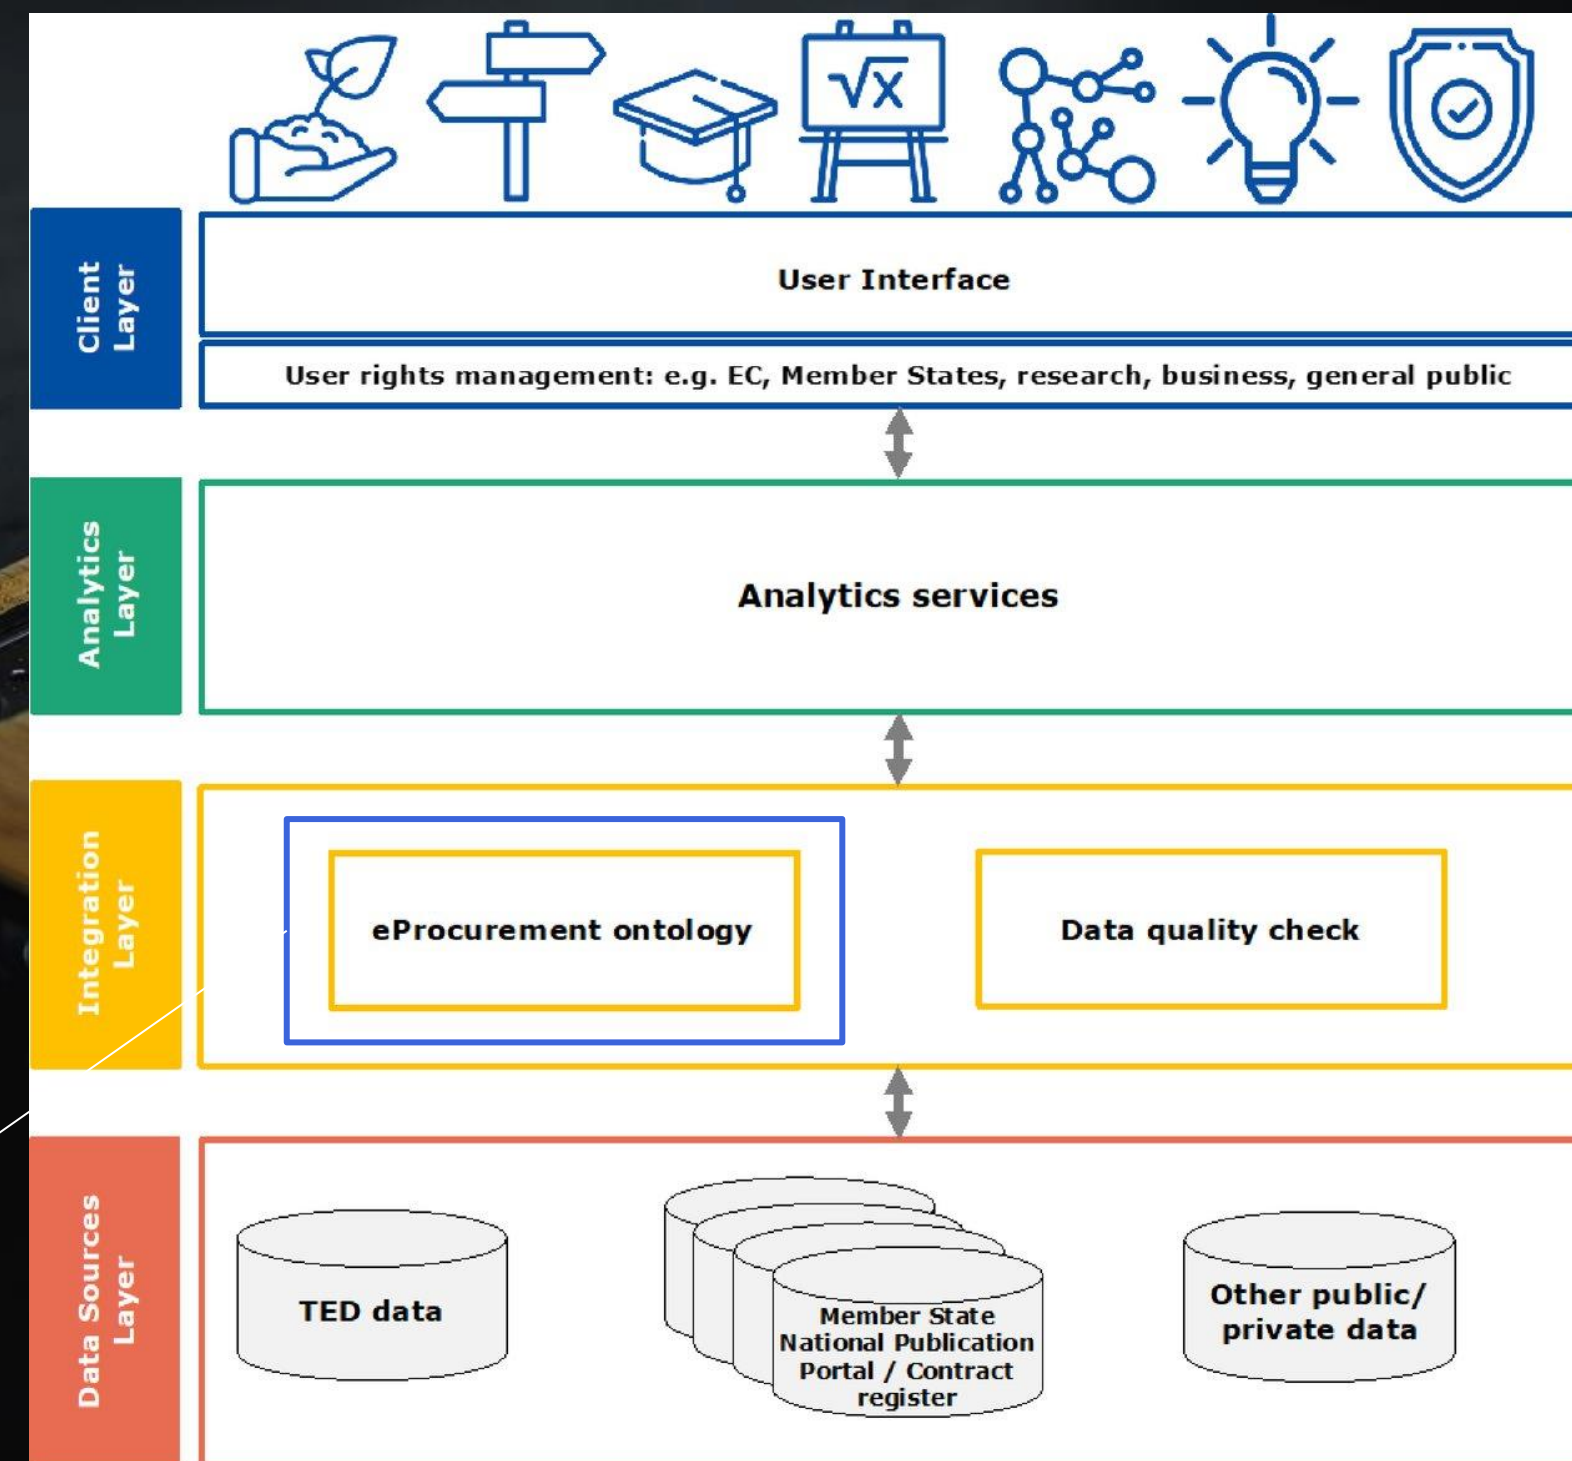 √x
Client
Layer
User Interface
User rights management: e.g. EC, Member States, research, business, general public
Analytics
Layer
Analytics services
Integration
Layer
eProcurement ontology
Data quality check
Data Sources
Layer
TED data
Member State
National Publication
Portal / Contract
register
Other public/
private data